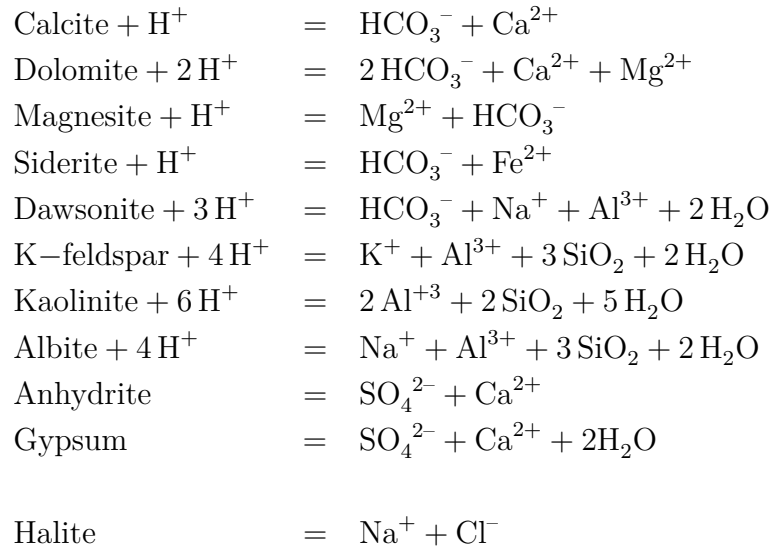 Calcite + H⁺ = HCO₃⁻ + Ca²⁺
Dolomite + 2 H⁺ = 2 HCO₃⁻ + Ca²⁺ + Mg²⁺
Magnesite + H⁺ = Mg²⁺ + HCO₃⁻
Siderite + H⁺ = HCO₃⁻ + Fe²⁺
Dawsonite + 3 H⁺ = HCO₃⁻ + Na⁺ + Al³⁺ + 2 H₂O
K−feldspar + 4 H⁺ = K⁺ + Al³⁺ + 3 SiO₂ + 2 H₂O
Kaolinite + 6 H⁺ = 2 Al⁺³ + 2 SiO₂ + 5 H₂O
Albite + 4 H⁺ = Na⁺ + Al³⁺ + 3 SiO₂ + 2 H₂O
Anhydrite = SO₄²⁻ + Ca²⁺
Gypsum = SO₄²⁻ + Ca²⁺ + 2H₂O
Halite = Na⁺ + Cl⁻